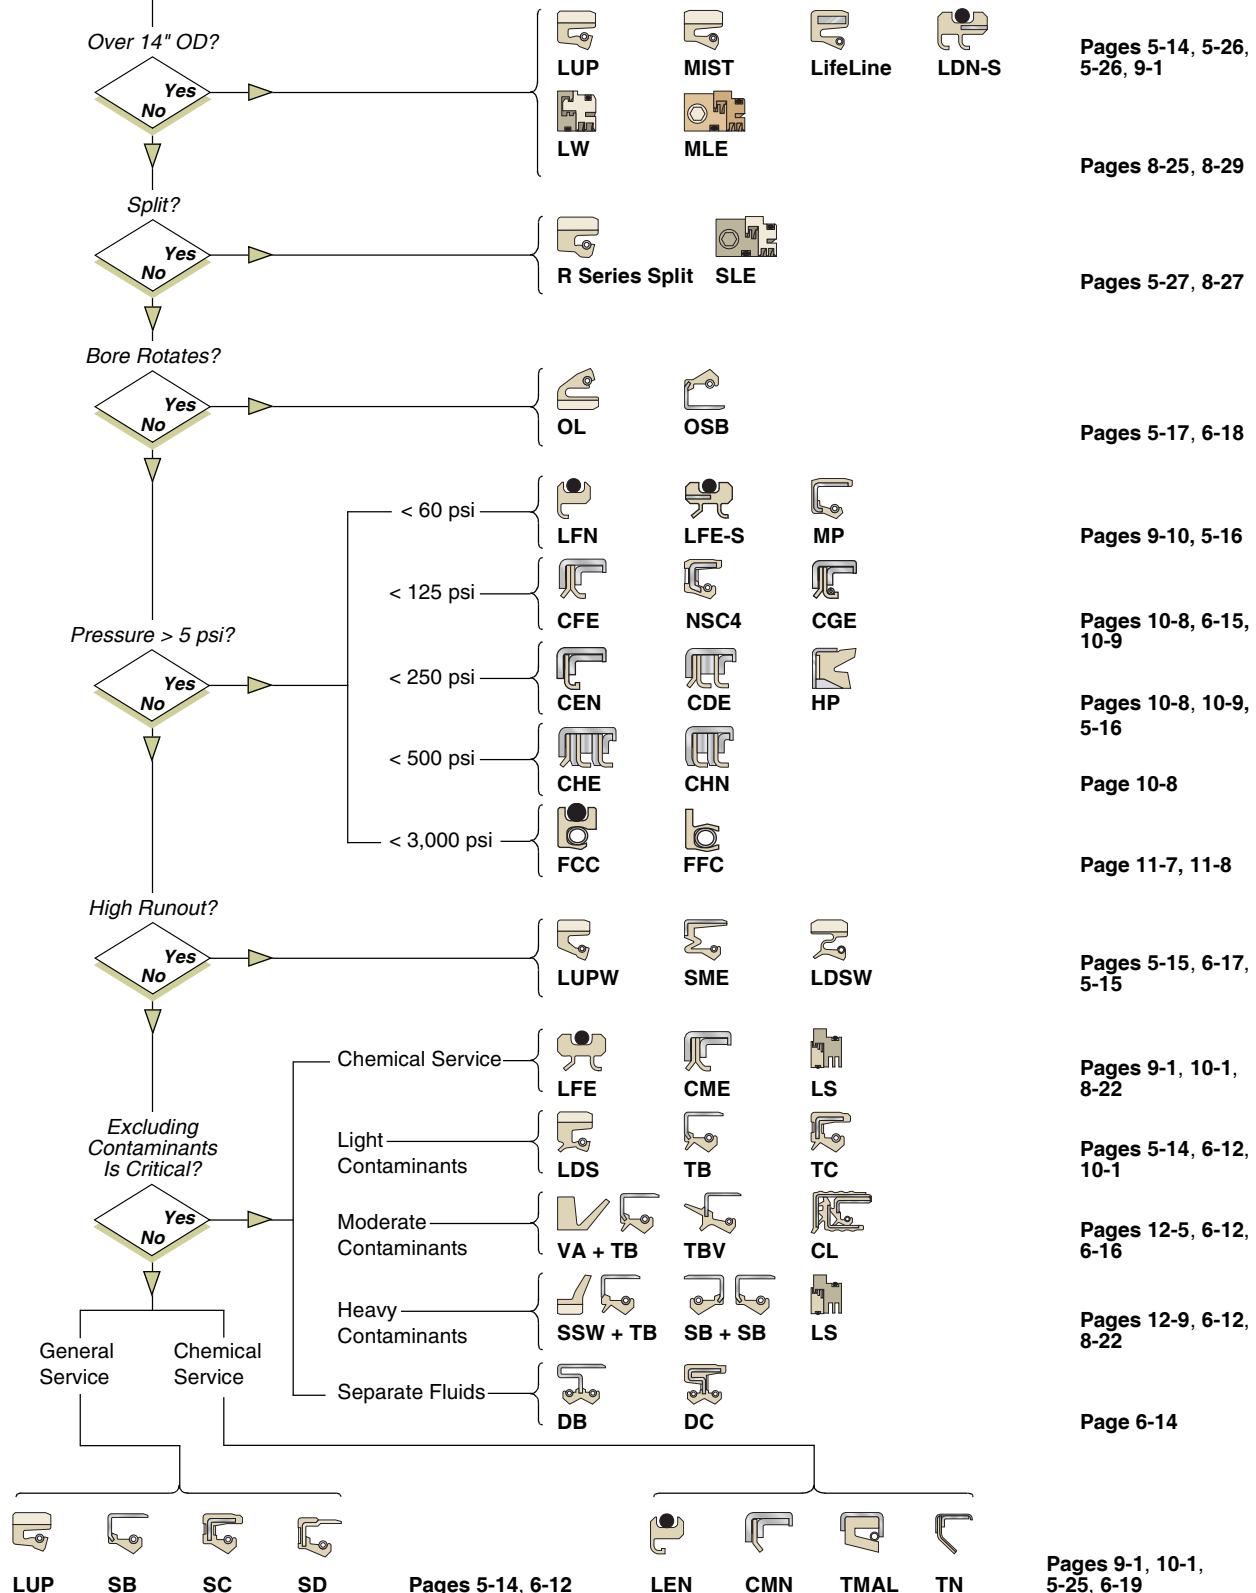 Over 14" OD?
Yes
No
LUP MIST LifeLine LDN-S
Pages 5-14, 5-26,
5-26, 9-1
LW MLE
Pages 8-25, 8-29
Split?
Yes
No
R Series Split SLE
Pages 5-27, 8-27
Bore Rotates?
Yes
No
OL OSB
Pages 5-17, 6-18
Pressure > 5 psi?
Yes
No
< 60 psi
LFN LFE-S MP
Pages 9-10, 5-16
< 125 psi
CFE NSC4 CGE
Pages 10-8, 6-15,
10-9
< 250 psi
CEN CDE HP
Pages 10-8, 10-9,
5-16
< 500 psi
CHE CHN
Page 10-8
< 3,000 psi
FCC FFC
Page 11-7, 11-8
High Runout?
Yes
No
LUPW SME LDSW
Pages 5-15, 6-17,
5-15
Excluding
Contaminants
Is Critical?
Yes
No
Chemical Service
LFE CME LS
Pages 9-1, 10-1,
8-22
Light
Contaminants
LDS TB TC
Pages 5-14, 6-12,
10-1
Moderate
Contaminants
VA + TB TBV CL
Pages 12-5, 6-12,
6-16
Heavy
Contaminants
SSW + TB SB + SB LS
Pages 12-9, 6-12,
8-22
Separate Fluids
DB DC
Page 6-14
General
Service
Chemical
Service
LUP SB SC SD
Pages 5-14, 6-12
LEN CMN TMAL TN
Pages 9-1, 10-1,
5-25, 6-19